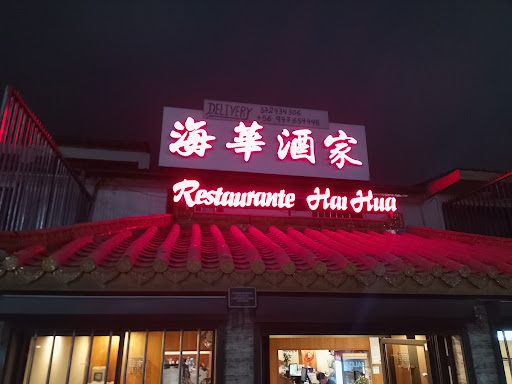 DELIVERY
海華酒家
Restaurante Hai Hua